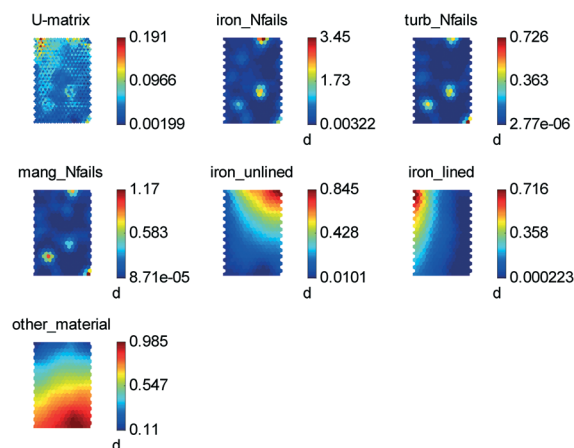 U-matrix
0.191
0.0966
0.00199
iron_Nfails
3.45
1.73
0.00322
d
turb_Nfails
0.726
0.363
2.77e-06
d
mang_Nfails
1.17
0.583
8.71e-05
d
iron_unlined
0.845
0.428
0.0101
d
iron_lined
0.716
0.358
0.000223
d
other_material
0.985
0.547
0.11
d